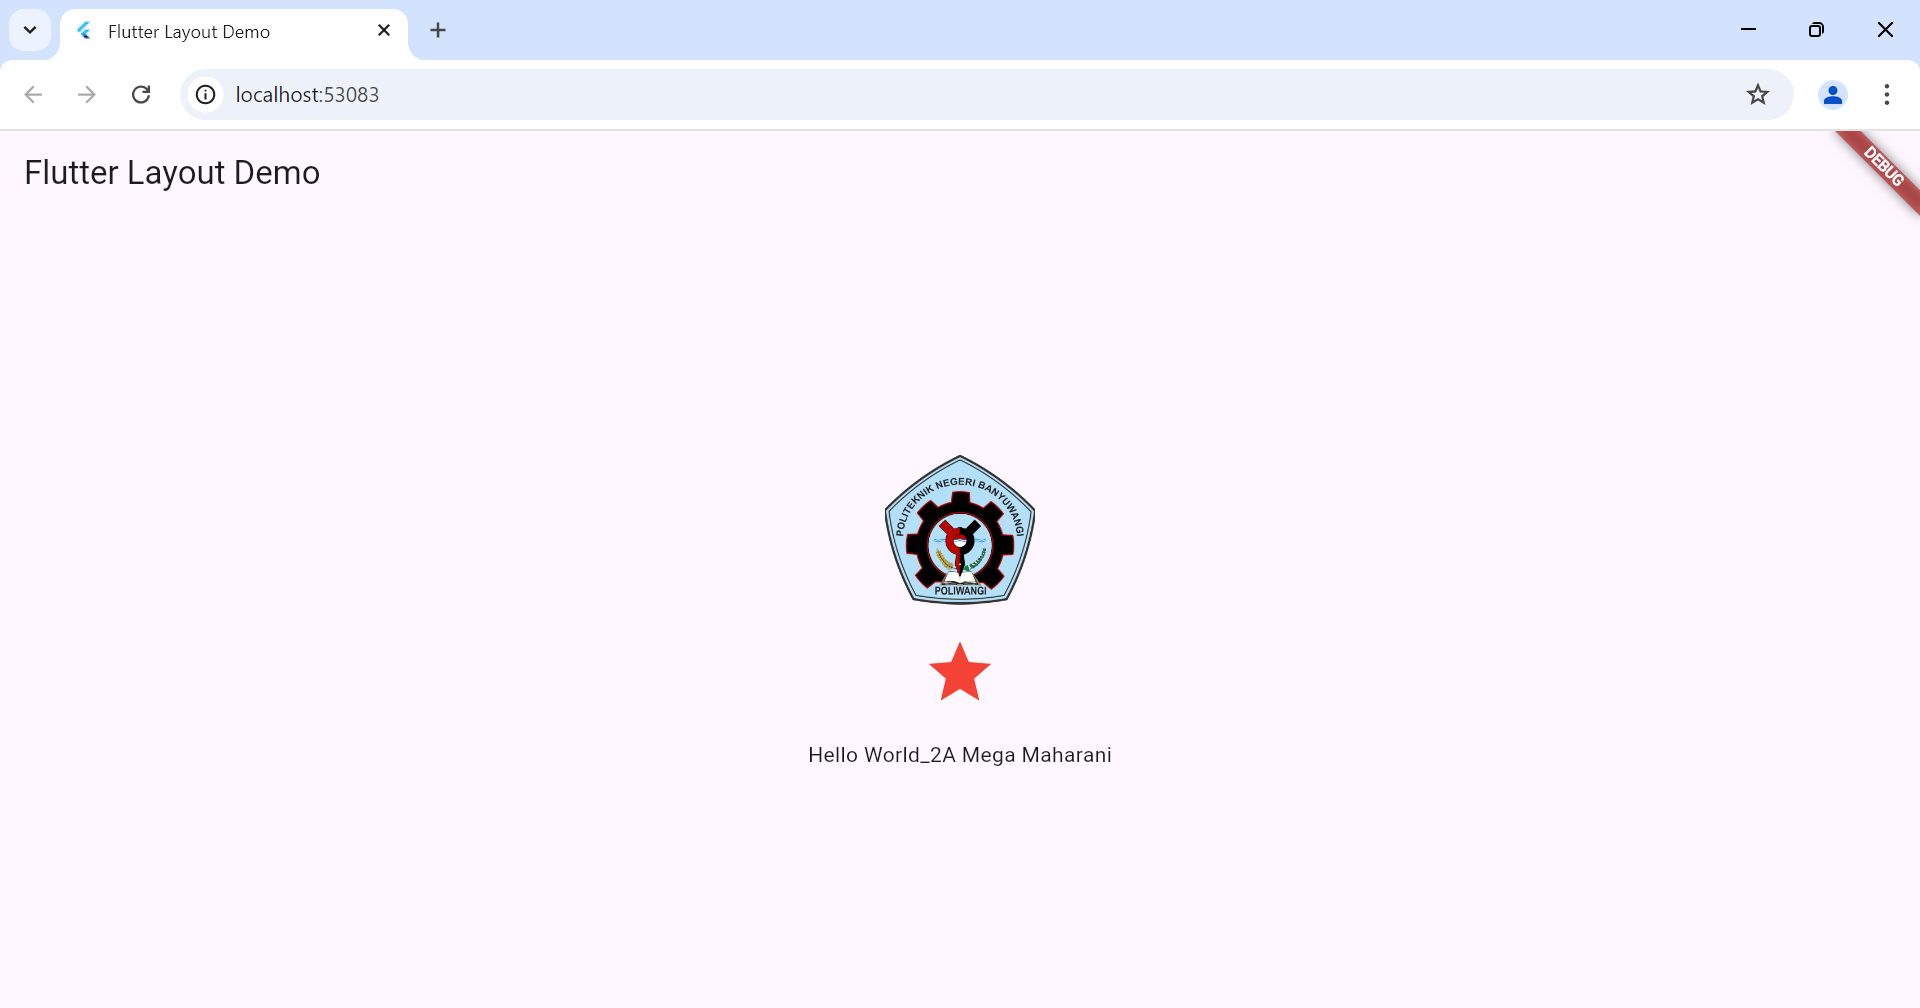 Flutter Layout Demo
localhost:53083
Flutter Layout Demo
DEBUG
POLITEKNIK NEGERI BANYUWANGI
POLIWANGI
Hello World_2A Mega Maharani